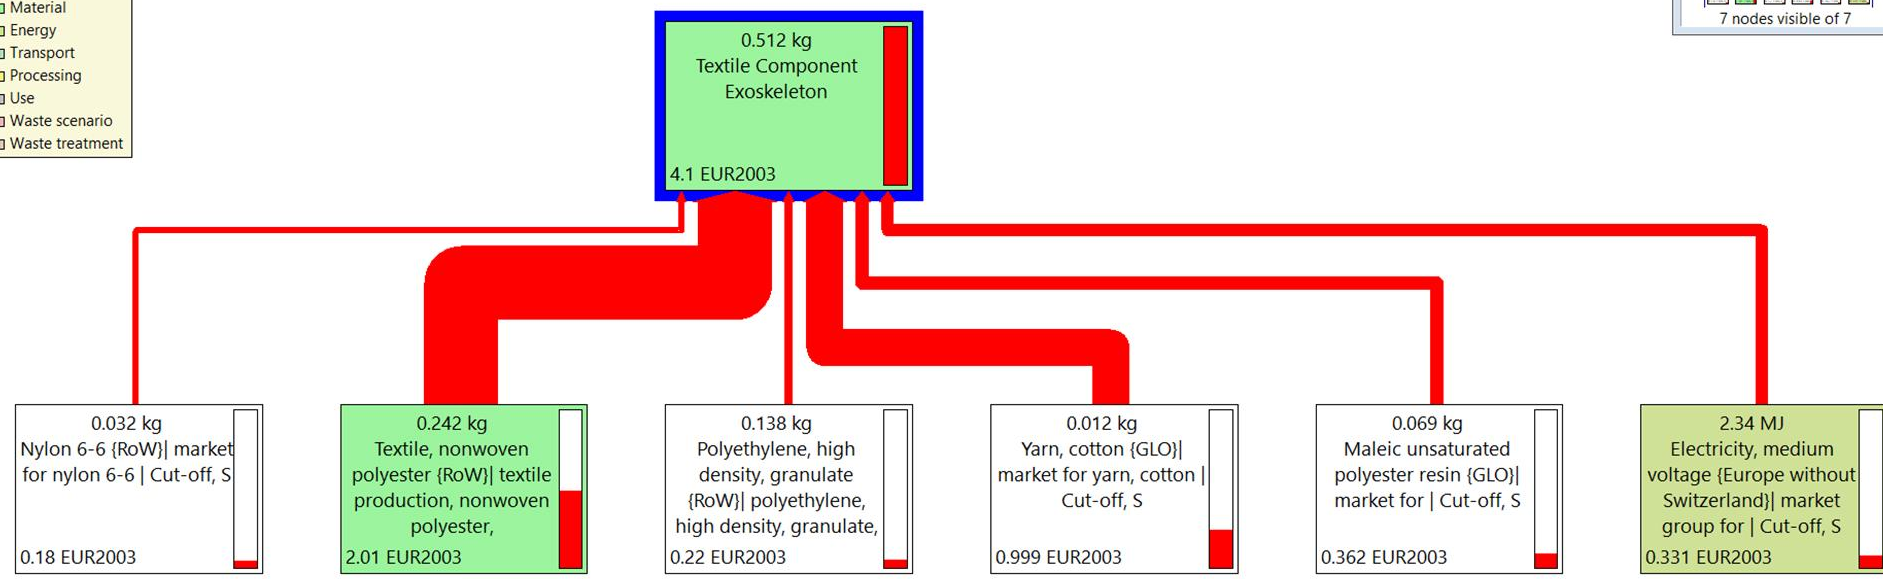 Material
Energy
Transport
Processing
Use
Waste scenario
Waste treatment
7 nodes visible of 7
0.512 kg
Textile Component
Exoskeleton
4.1 EUR2003
0.032 kg
Nylon 6-6 {RoW}| market
for nylon 6-6 | Cut-off, S
0.18 EUR2003
0.242 kg
Textile, nonwoven
polyester {RoW}| textile
production, nonwoven
polyester,
2.01 EUR2003
0.138 kg
Polyethylene, high
density, granulate
{RoW}| polyethylene,
high density, granulate,
0.22 EUR2003
0.012 kg
Yarn, cotton {GLO}|
market for yarn, cotton |
Cut-off, S
0.999 EUR2003
0.069 kg
Maleic unsaturated
polyester resin {GLO}|
market for | Cut-off, S
0.362 EUR2003
2.34 MJ
Electricity, medium
voltage {Europe without
Switzerland}| market
group for | Cut-off, S
0.331 EUR2003